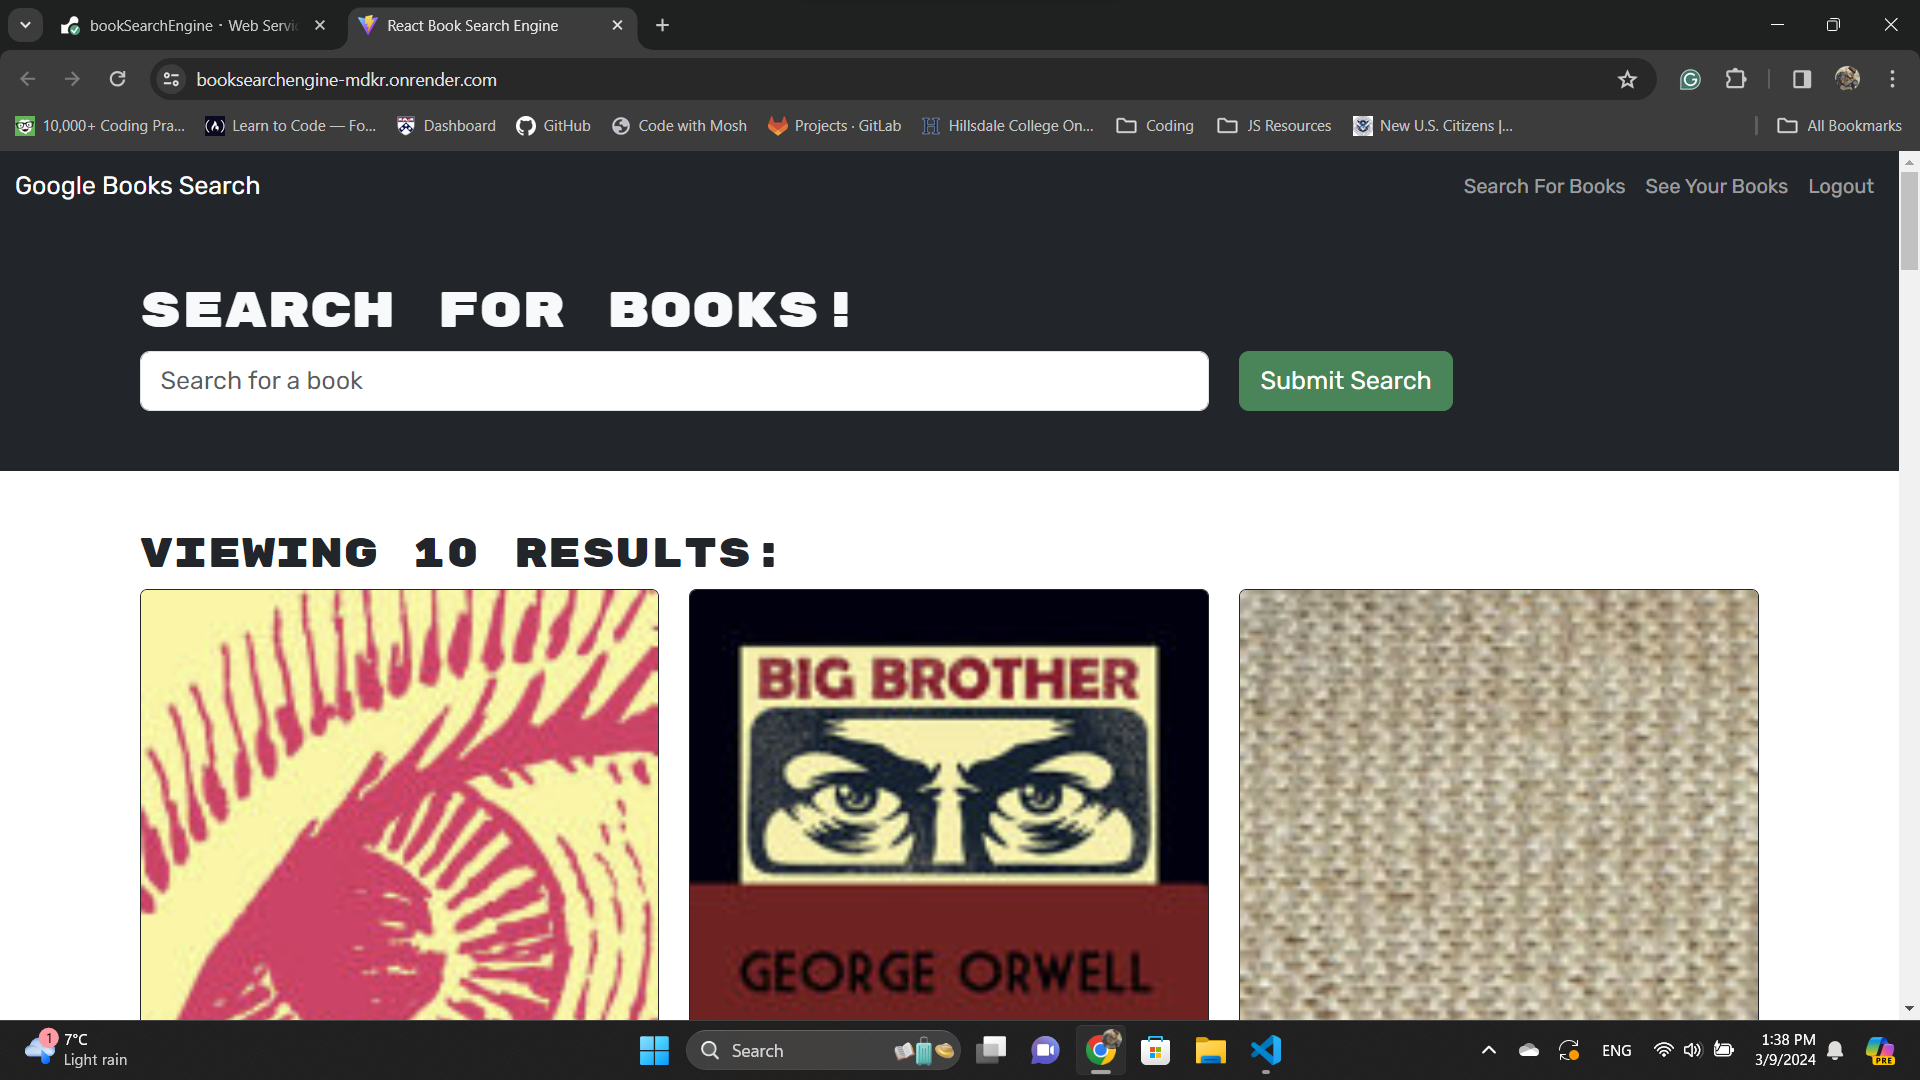 bookSearchEngine · Web Servic
React Book Search Engine
booksearchengine-mdkr.onrender.com
10,000+ Coding Pra...
Learn to Code — Fo...
Dashboard
GitHub
Code with Mosh
Projects · GitLab
Hillsdale College On...
Coding
JS Resources
New U.S. Citizens |...
All Bookmarks
Google Books Search
Search For Books
See Your Books
Logout
SEARCH FOR BOOKS!
Search for a book
Submit Search
VIEWING 10 RESULTS:
BIG BROTHER
GEORGE ORWELL
1
7°C
Light rain
Search
ENG
1:38 PM
3/9/2024
PRE